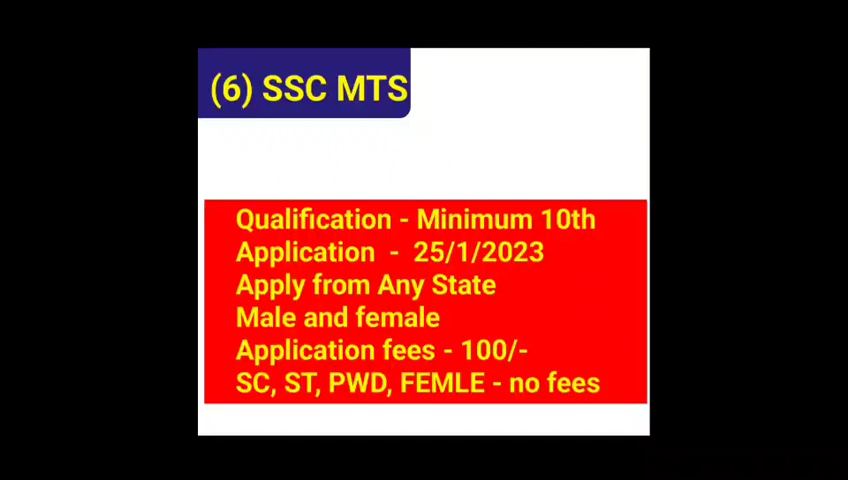 (6) SSC MTS
Qualification - Minimum 10th
Application - 25/1/2023
Apply from Any State
Male and female
Application fees - 100/-
SC, ST, PWD, FEMLE - no fees